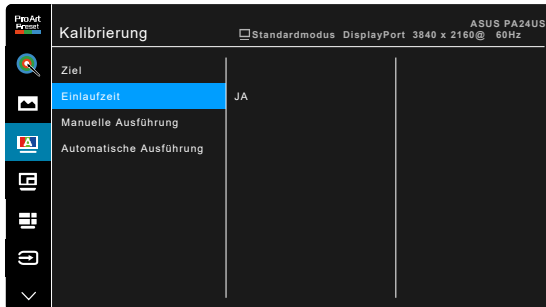 ProArt
Preset
Kalibrierung
ASUS PA24US
Standardmodus DisplayPort 3840 x 2160@ 60Hz
Ziel
Einlaufzeit JA
Manuelle Ausführung
Automatische Ausführung
A